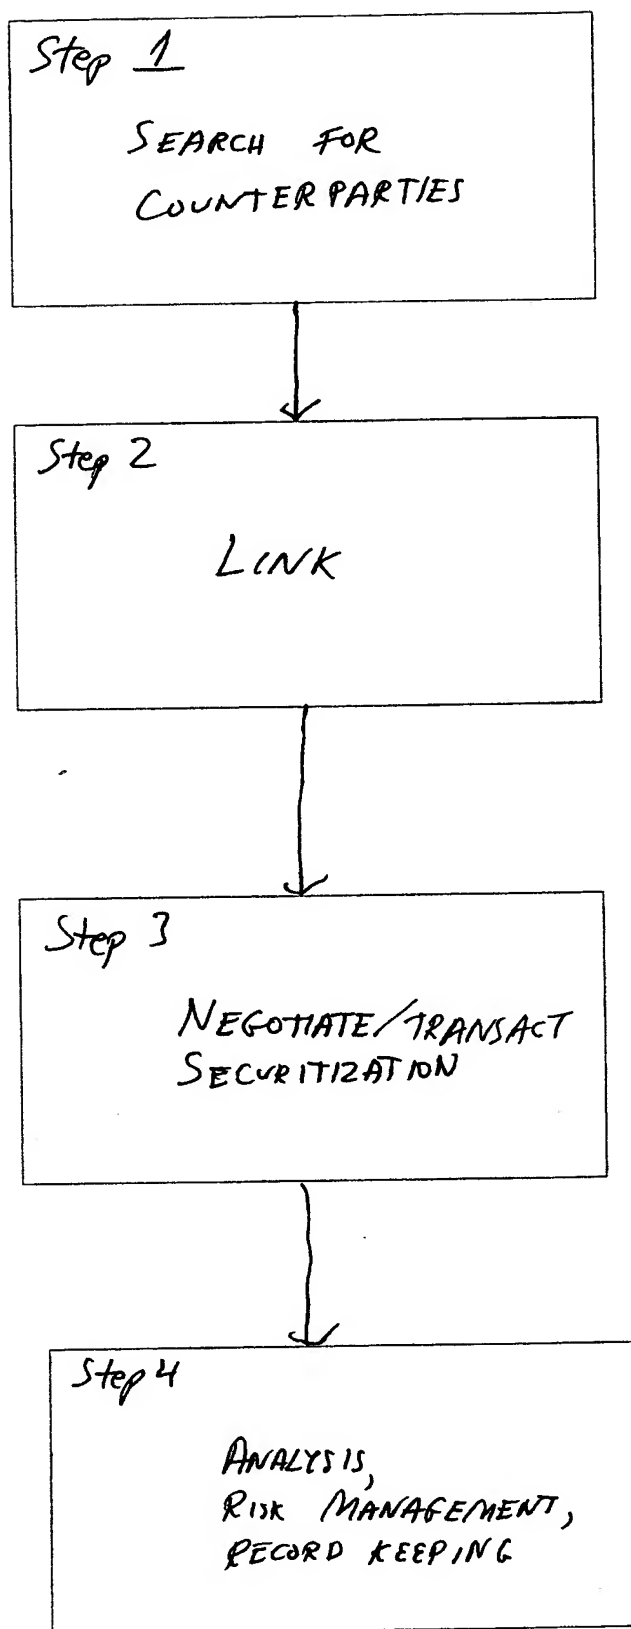 Step 1
SEARCH FOR
COUNTERPARTIES
Step 2
LINK
Step 3
NEGOTIATE/TRANSACT
SECURITIZATION
Step 4
ANALYSIS,
RISK MANAGEMENT,
RECORD KEEPING